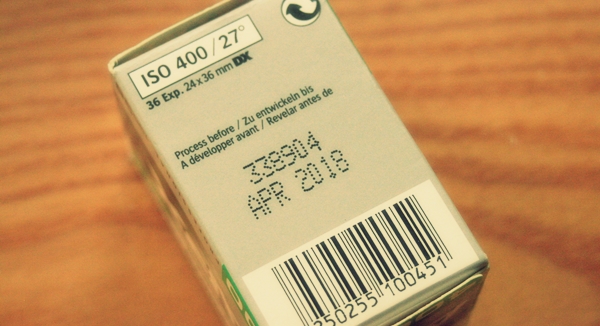 ISO 400/27°
36 Exp. 24x36 mm DX
Process before / Zu entwickeln bis
A développer avant / Revelar antes de
338904
APR 2018
250255 100451